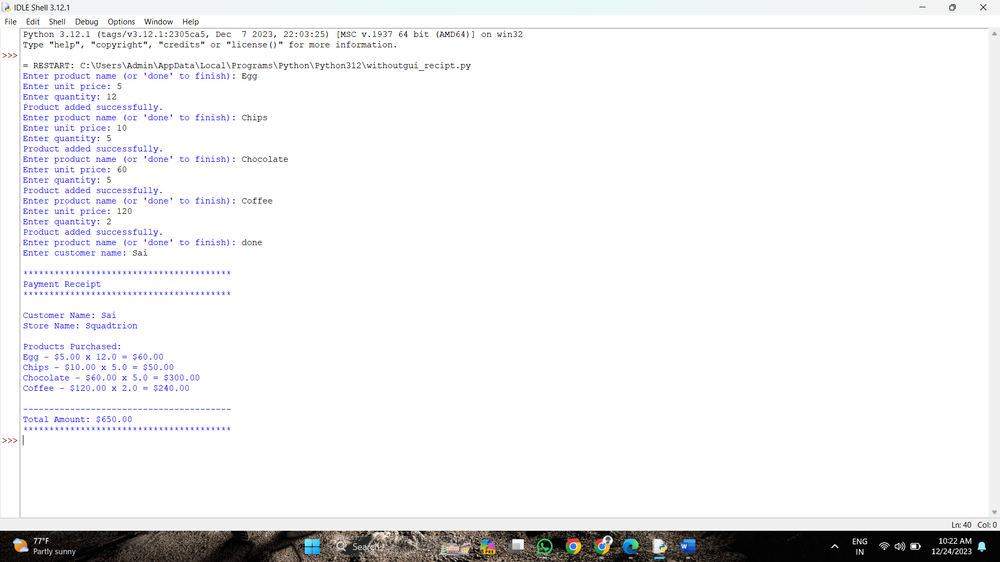 IDLE Shell 3.12.1
File Edit Shell Debug Options Window Help
Python 3.12.1 (tags/v3.12.1:2305ca5, Dec  7 2023, 22:03:25) [MSC v.1937 64 bit (AMD64)] on win32
Type "help", "copyright", "credits" or "license()" for more information.
>>>
= RESTART: C:\Users\Admin\AppData\Local\Programs\Python\Python312\withoutgui_recipt.py
Enter product name (or 'done' to finish): Egg
Enter unit price: 5
Enter quantity: 12
Product added successfully.
Enter product name (or 'done' to finish): Chips
Enter unit price: 10
Enter quantity: 5
Product added successfully.
Enter product name (or 'done' to finish): Chocolate
Enter unit price: 60
Enter quantity: 5
Product added successfully.
Enter product name (or 'done' to finish): Coffee
Enter unit price: 120
Enter quantity: 2
Product added successfully.
Enter product name (or 'done' to finish): done
Enter customer name: Sai
****************************************
Payment Receipt
****************************************
Customer Name: Sai
Store Name: Squadtrion
Products Purchased:
Egg - $5.00 x 12.0 = $60.00
Chips - $10.00 x 5.0 = $50.00
Chocolate - $60.00 x 5.0 = $300.00
Coffee - $120.00 x 2.0 = $240.00
----------------------------------------
Total Amount: $650.00
****************************************
>>>
Ln: 40 Col: 0
77°F
Partly sunny
Search
PRE
W
ENG
IN
10:22 AM
12/24/2023